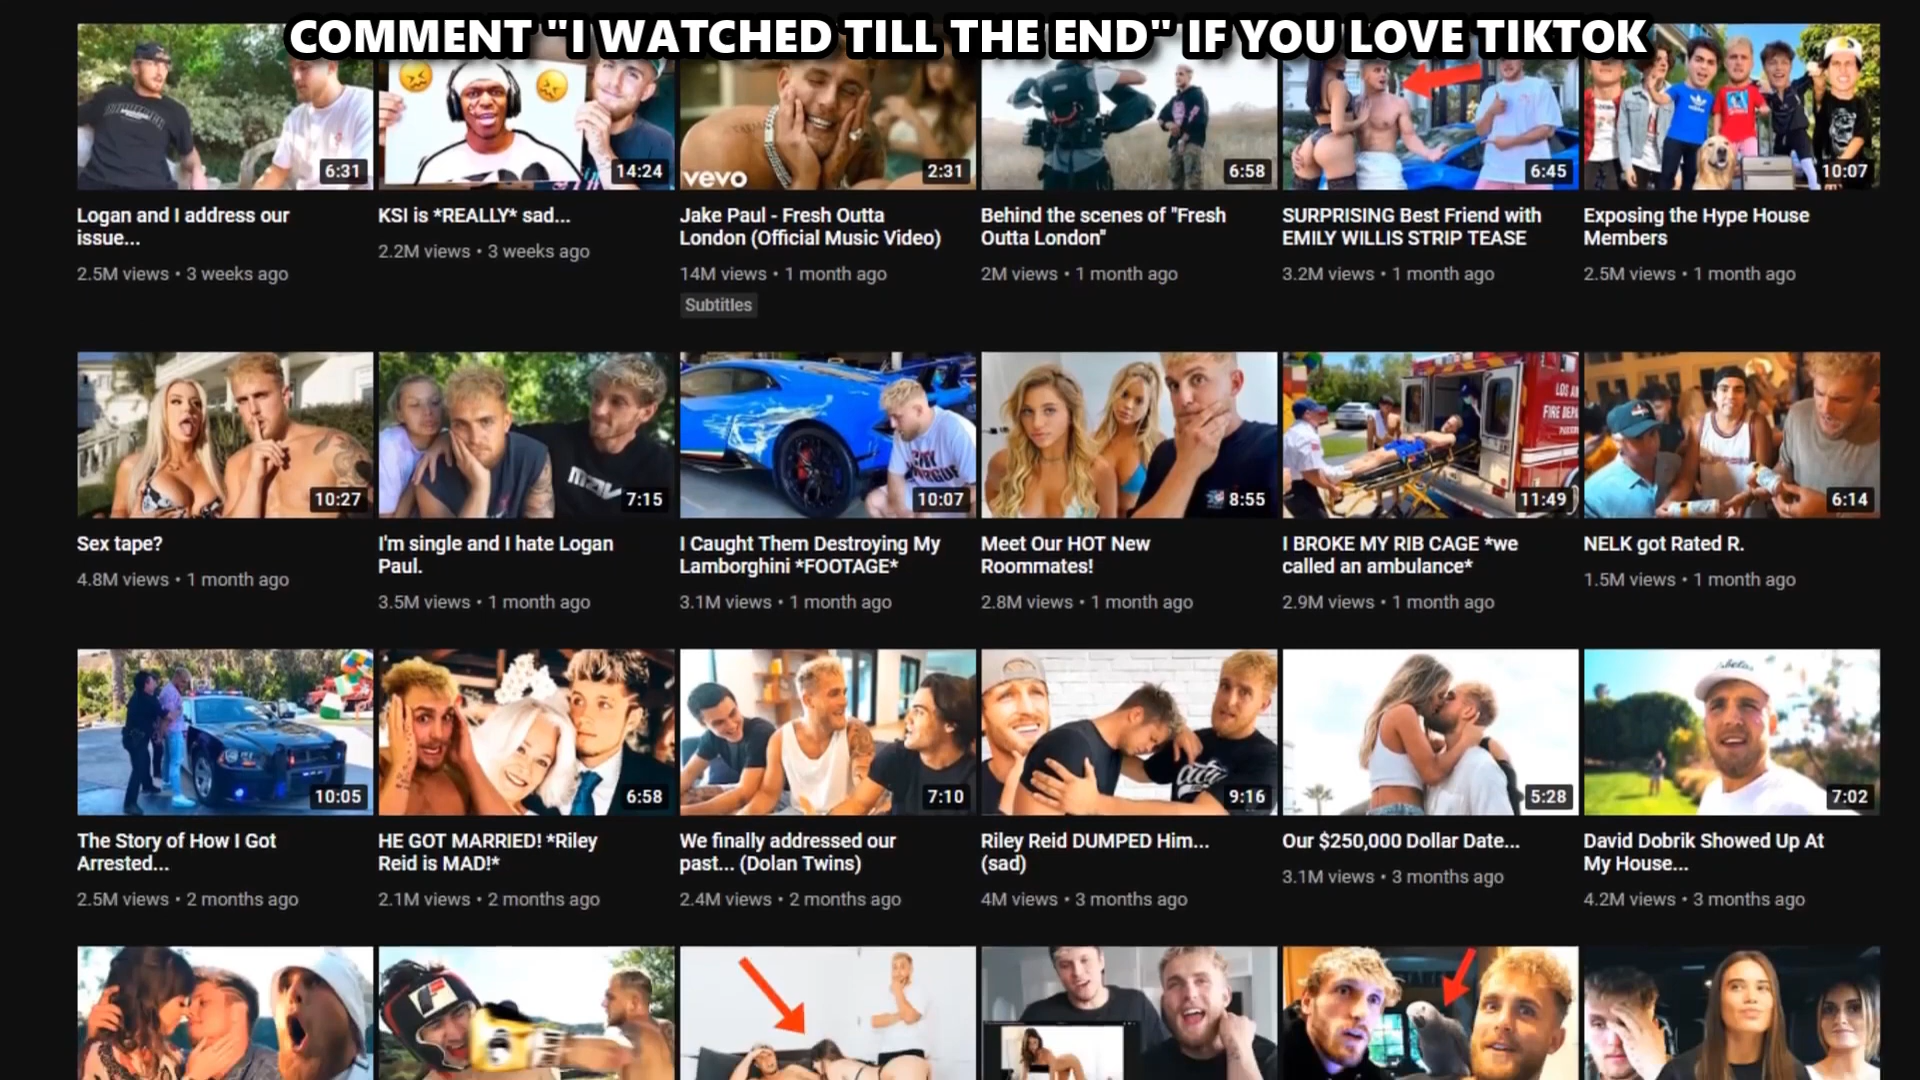 COMMENT "I WATCHED TILL THE END" IF YOU LOVE TIKTOK
6:31
14:24
vevo
2:31
6:58
6:45
10:07
Logan and I address our
issue...
2.5M views • 3 weeks ago
KSI is *REALLY* sad...
2.2M views • 3 weeks ago
Jake Paul - Fresh Outta
London (Official Music Video)
14M views • 1 month ago
Subtitles
Behind the scenes of "Fresh
Outta London"
2M views • 1 month ago
SURPRISING Best Friend with
EMILY WILLIS STRIP TEASE
3.2M views • 1 month ago
Exposing the Hype House
Members
2.5M views • 1 month ago
10:27
7:15
10:07
8:55
11:49
6:14
Sex tape?
4.8M views • 1 month ago
I'm single and I hate Logan
Paul.
3.5M views • 1 month ago
I Caught Them Destroying My
Lamborghini *FOOTAGE*
3.1M views • 1 month ago
Meet Our HOT New
Roommates!
2.8M views • 1 month ago
I BROKE MY RIB CAGE *we
called an ambulance*
2.9M views • 1 month ago
NELK got Rated R.
1.5M views • 1 month ago
10:05
6:58
7:10
9:16
5:28
7:02
The Story of How I Got
Arrested...
2.5M views • 2 months ago
HE GOT MARRIED! *Riley
Reid is MAD!*
2.1M views • 2 months ago
We finally addressed our
past... (Dolan Twins)
2.4M views • 2 months ago
Riley Reid DUMPED Him...
(sad)
4M views • 3 months ago
Our $250,000 Dollar Date...
3.1M views • 3 months ago
David Dobrik Showed Up At
My House...
4.2M views • 3 months ago